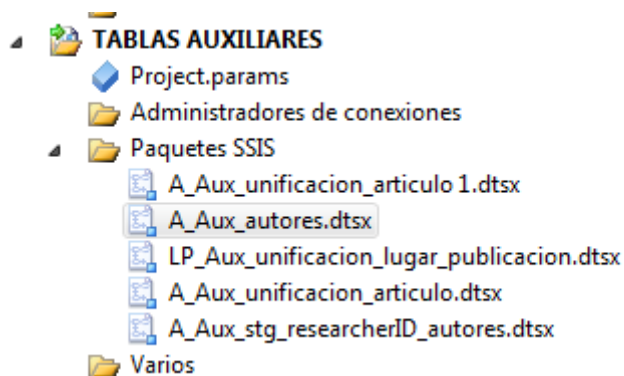 TABLAS AUXILIARES
Project.params
Administradores de conexiones
Paquetes SSIS
A_Aux_unificacion_articulo 1.dtsx
A_Aux_autores.dtsx
LP_Aux_unificacion_lugar_publicacion.dtsx
A_Aux_unificacion_articulo.dtsx
A_Aux_stg_researcherID_autores.dtsx
Varios